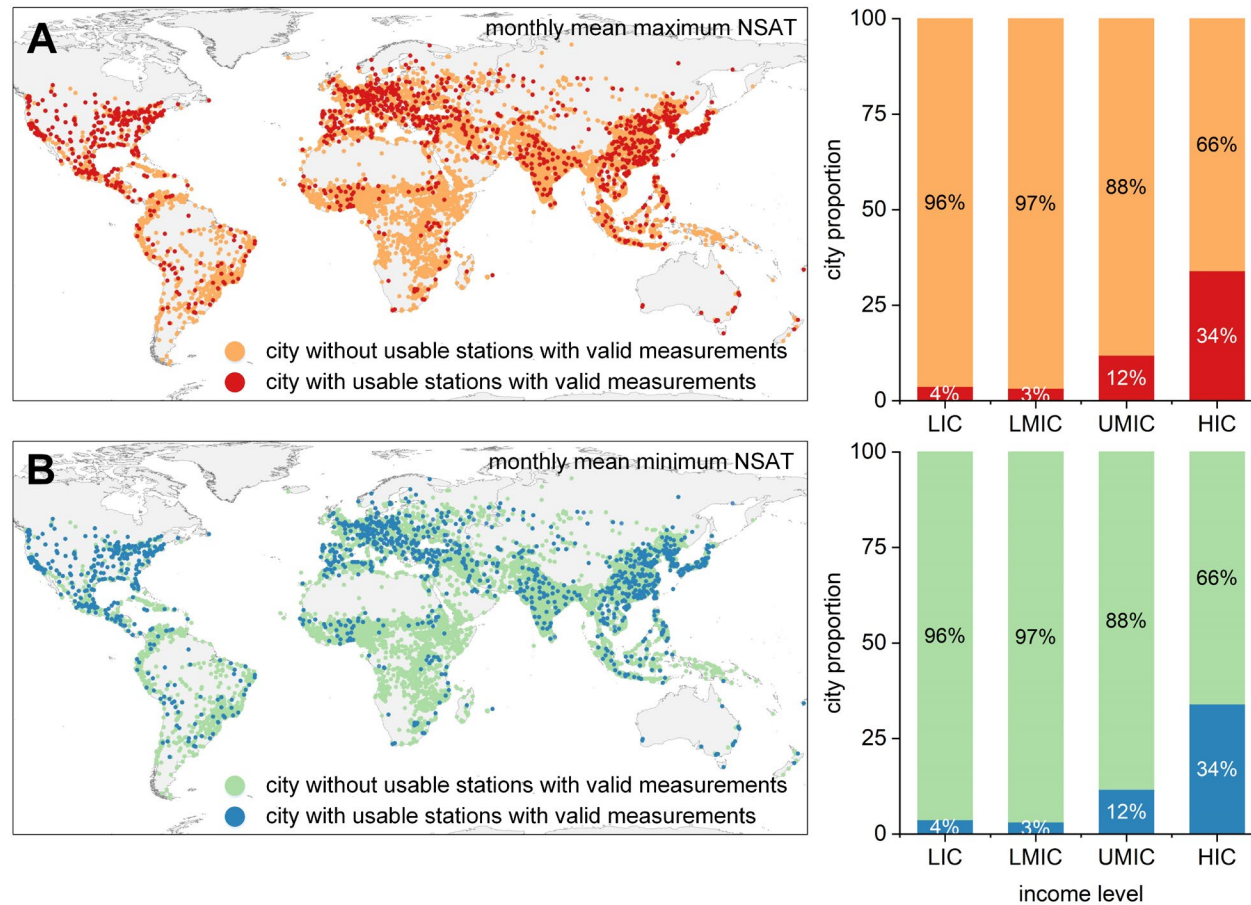 A
monthly mean maximum NSAT
city without usable stations with valid measurements
city with usable stations with valid measurements
city proportion
100
75
50
25
0
96%
97%
88%
66%
4%
3%
12%
34%
LIC
LMIC
UMIC
HIC
B
monthly mean minimum NSAT
city without usable stations with valid measurements
city with usable stations with valid measurements
city proportion
100
75
50
25
0
96%
97%
88%
66%
4%
3%
12%
34%
LIC
LMIC
UMIC
HIC
income level